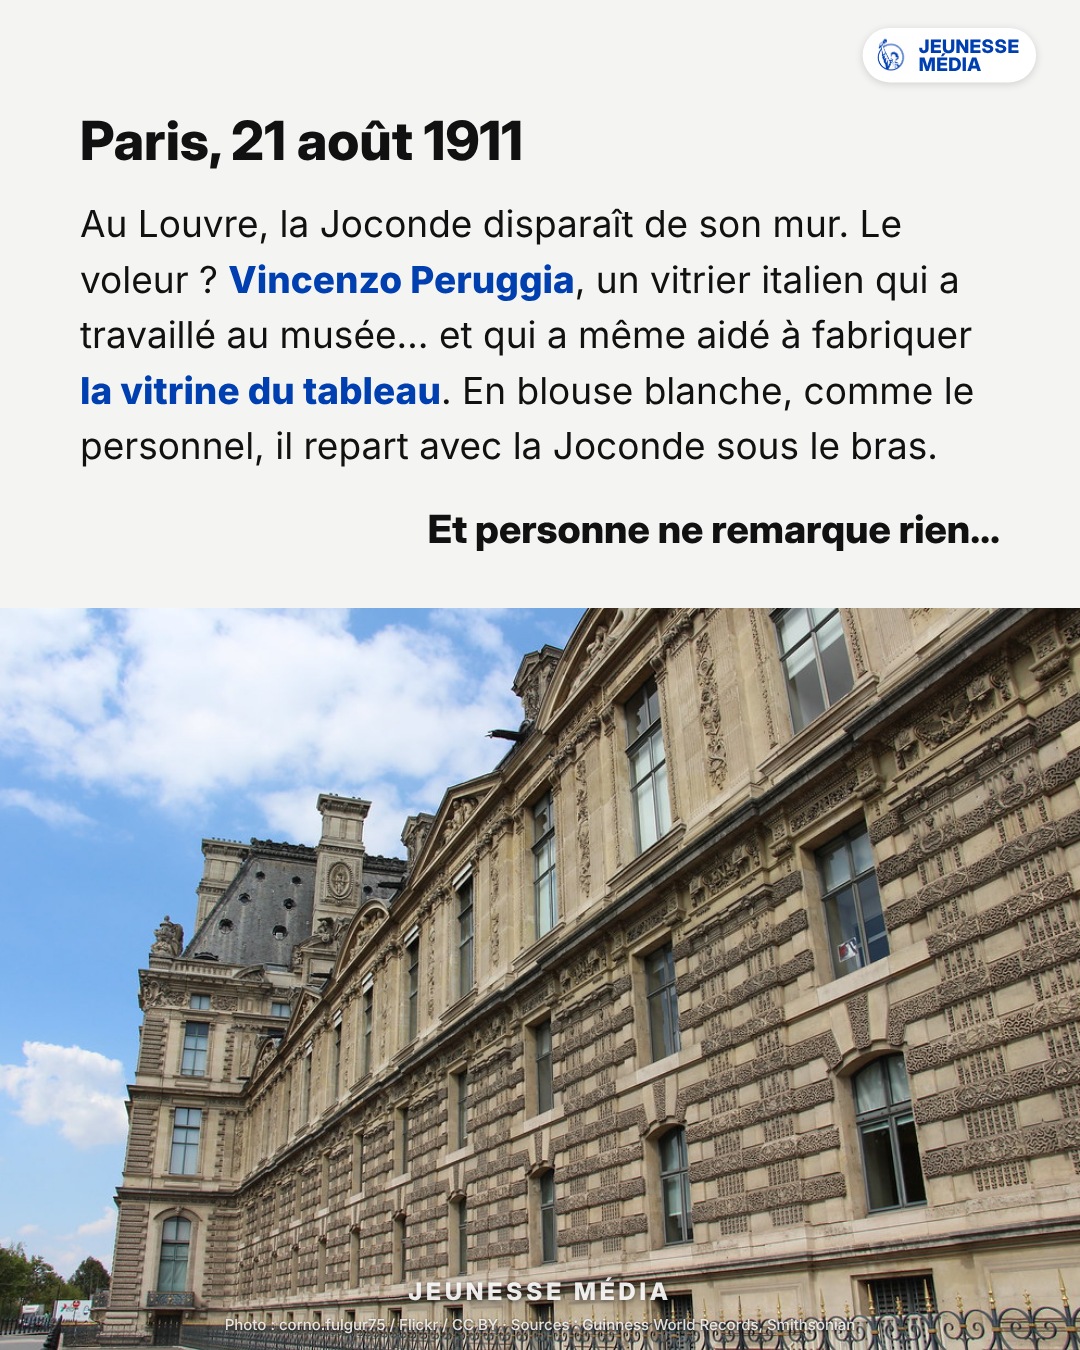 JEUNESSE
MÉDIA
Paris, 21 août 1911
Au Louvre, la Joconde disparaît de son mur. Le
voleur ? Vincenzo Peruggia, un vitrier italien qui a
travaillé au musée... et qui a même aidé à fabriquer
la vitrine du tableau. En blouse blanche, comme le
personnel, il repart avec la Joconde sous le bras.
Et personne ne remarque rien...
JEUNESSE MÉDIA
Photo : corno.fulgur75 / Flickr / CC BY · Sources : Guinness World Records, Smithsonian.